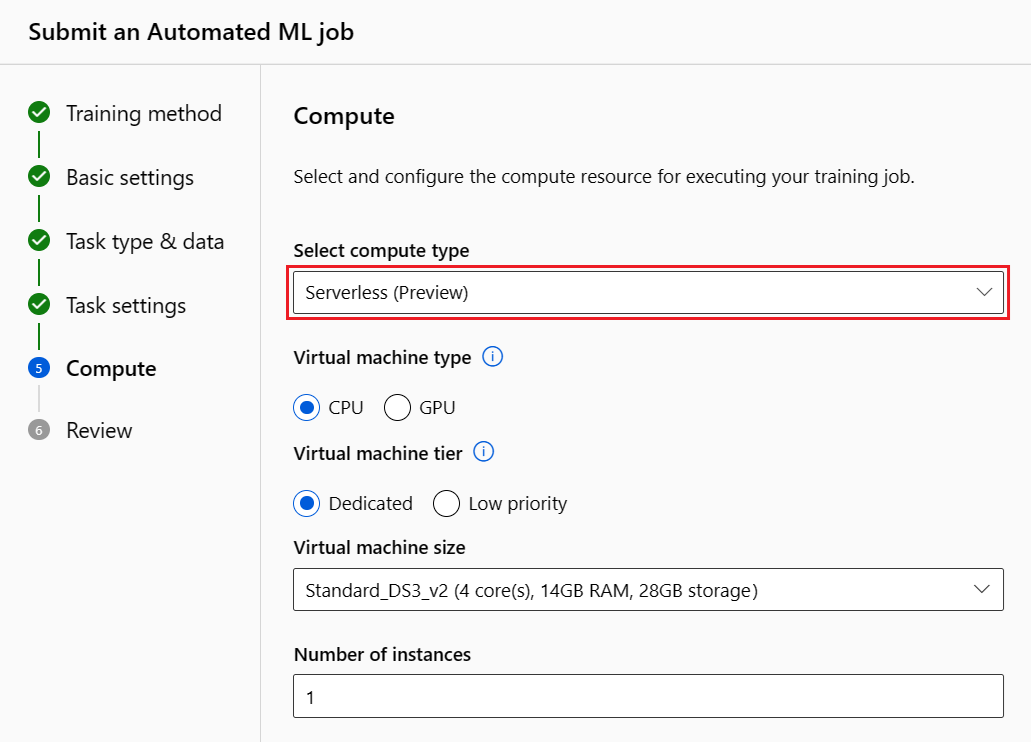 Submit an Automated ML job
Training method
Basic settings
Task type & data
Task settings
5 Compute
6 Review
Compute
Select and configure the compute resource for executing your training job.
Select compute type
Serverless (Preview)
Virtual machine type
CPU GPU
Virtual machine tier
Dedicated Low priority
Virtual machine size
Standard_DS3_v2 (4 core(s), 14GB RAM, 28GB storage)
Number of instances
1